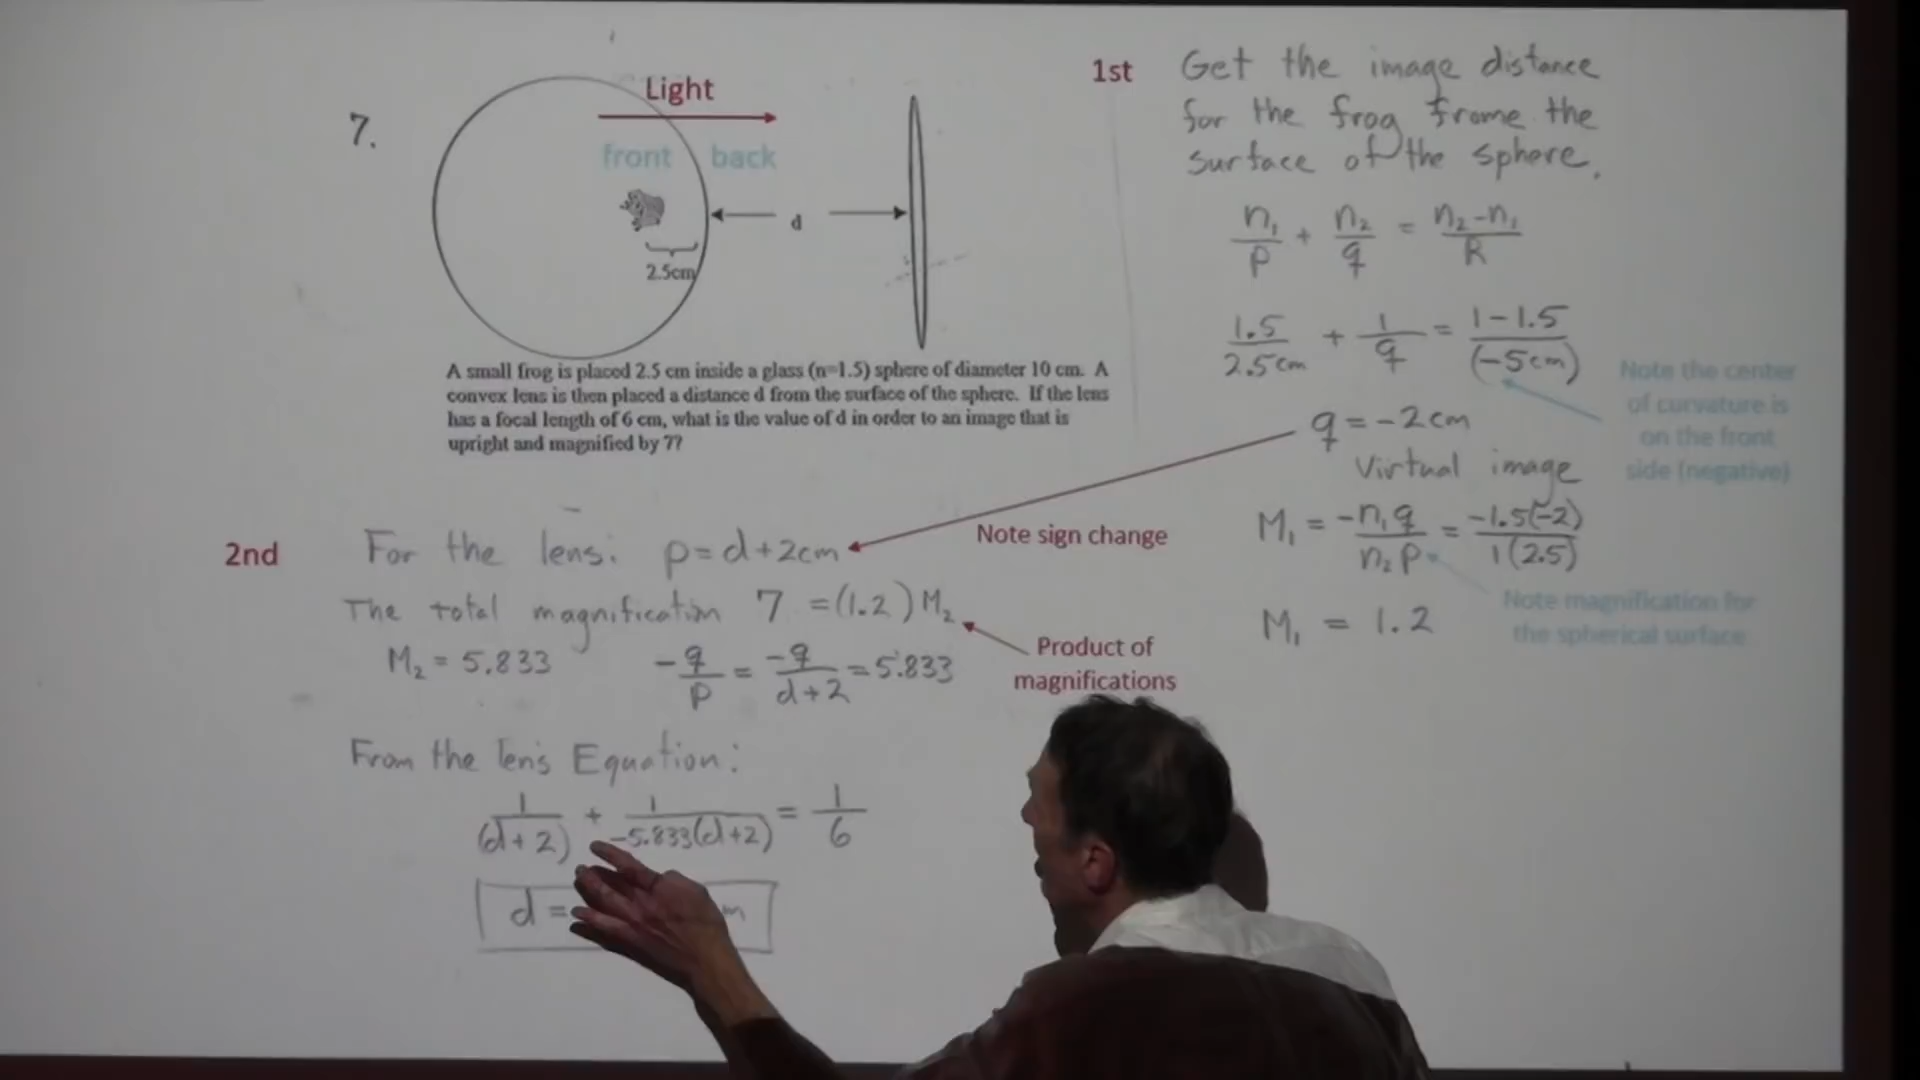 7.
Light
front back
d
2.5cm
A small frog is placed 2.5 cm inside a glass (n=1.5) sphere of diameter 10 cm. A
convex lens is then placed a distance d from the surface of the sphere. If the lens
has a focal length of 6 cm, what is the value of d in order to an image that is
upright and magnified by 7?
1st Get the image distance
for the frog frome the
surface of the sphere.
n₁/p + n₂/q = n₂-n₁/R
1.5/2.5cm + 1/q = 1-1.5/(-5cm)
Note the center
of curvature is
on the front
side (negative)
q = -2cm
Virtual image
M₁ = -n₁q/n₂p = -1.5(-2)/1(2.5)
Note magnification for
the spherical surface
M₁ = 1.2
2nd For the lens: p = d+2cm
Note sign change
The total magnification 7 = (1.2) M₂
Product of
magnifications
M₂ = 5.833 -q/p = -q/d+2 = 5.833
From the lens Equation:
1/(d+2) + 1/-5.833(d+2) = 1/6
d =